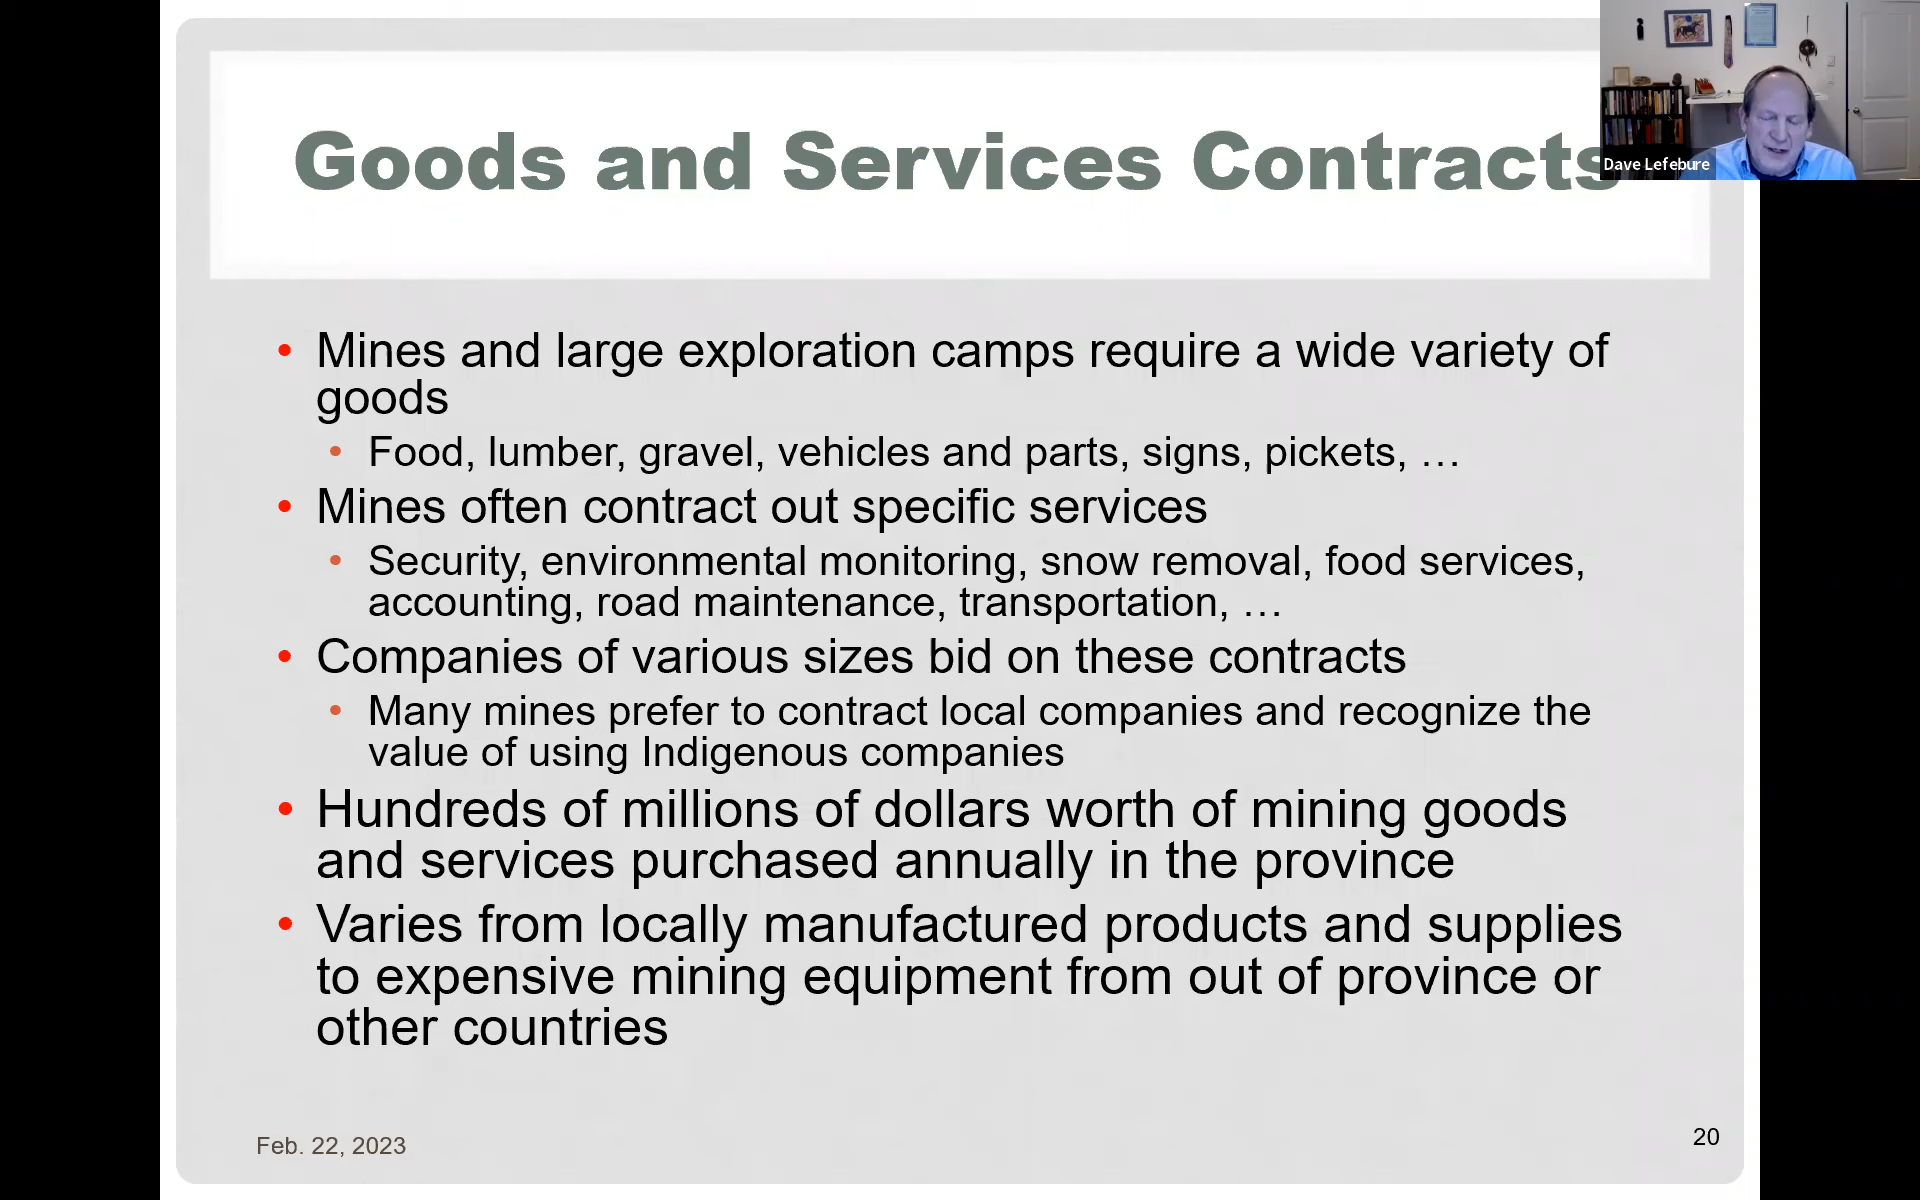 Goods and Services Contracts
Dave Lefebure
• Mines and large exploration camps require a wide variety of
goods
• Food, lumber, gravel, vehicles and parts, signs, pickets, …
• Mines often contract out specific services
• Security, environmental monitoring, snow removal, food services,
accounting, road maintenance, transportation, …
• Companies of various sizes bid on these contracts
• Many mines prefer to contract local companies and recognize the
value of using Indigenous companies
• Hundreds of millions of dollars worth of mining goods
and services purchased annually in the province
• Varies from locally manufactured products and supplies
to expensive mining equipment from out of province or
other countries
Feb. 22, 2023
20